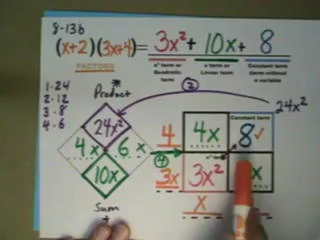 8-13b
(x+2)(3x+4)=3x²+10x+8
FACTORS
x² term or Quadratic term
x term or Linear term
Constant term (term without a variable)
1·24
2·12
3·8
4·6
Product
②
24x²
24x²
4x 6x
10x
Sum
+
④
4 4x
Constant term
8✓
3x 3x²
x
x